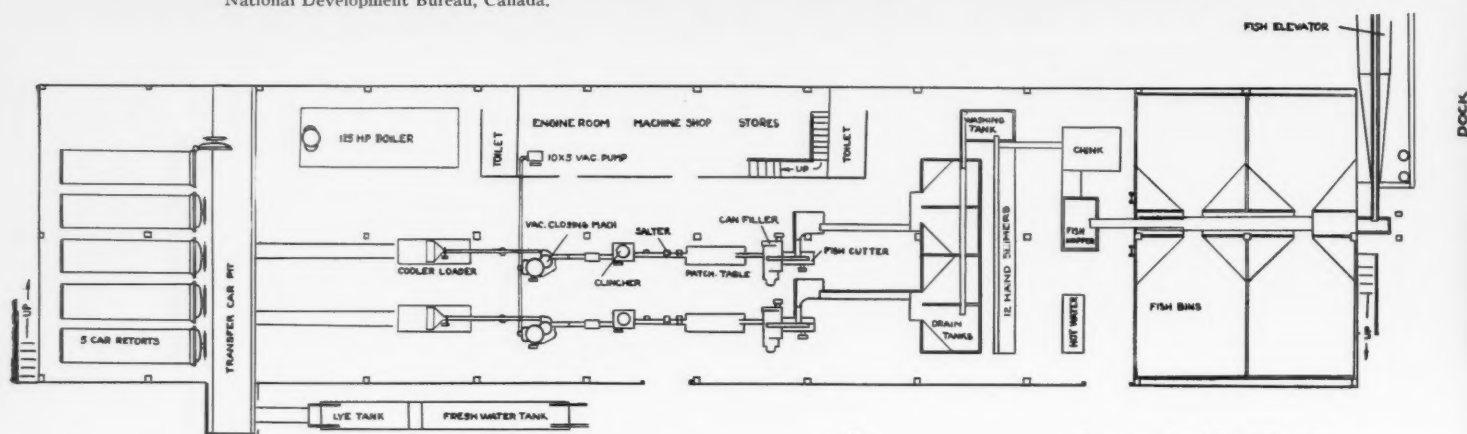 National Development Bureau, Canada.
FISH ELEVATOR
DOCK
125 HP BOILER
TOILET
ENGINE ROOM
MACHINE SHOP
STORES
TOILET
WASHING
TANK
CHINK
10X5 VAC. PUMP
UP
VAC. CLOSING MACH
SALTER
CAN FILLER
FISH CUTTER
FISH
HOPPER
COOLER LOADER
CLINCHER
PATCH. TABLE
12 HAND SLIMERS
TRANSFER CAR PIT
UP
5 CAR RETORTS
DRAIN
TANKS
HOT WATER
FISH BINS
UP
LYE TANK
FRESH WATER TANK